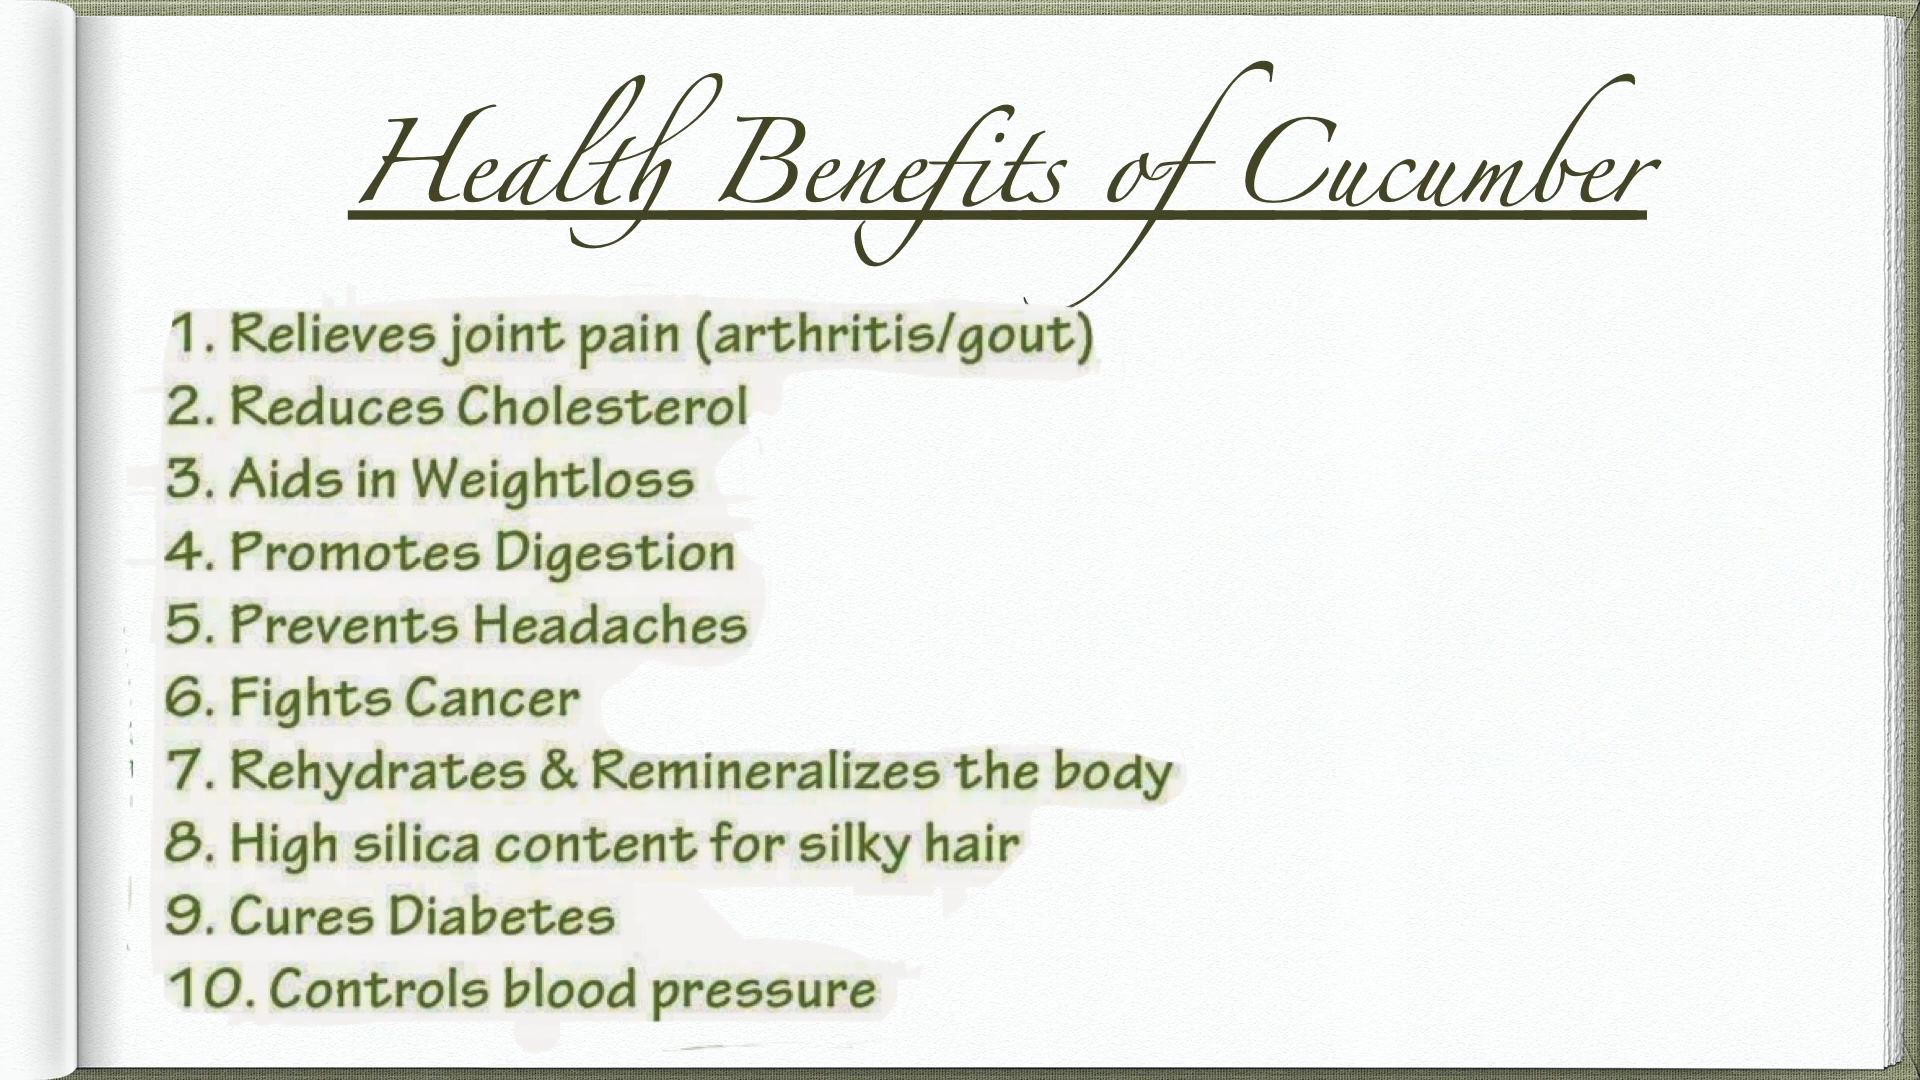 Health Benefits of Cucumber
1. Relieves joint pain (arthritis/gout)
2. Reduces Cholesterol
3. Aids in Weightloss
4. Promotes Digestion
5. Prevents Headaches
6. Fights Cancer
7. Rehydrates & Remineralizes the body
8. High silica content for silky hair
9. Cures Diabetes
10. Controls blood pressure